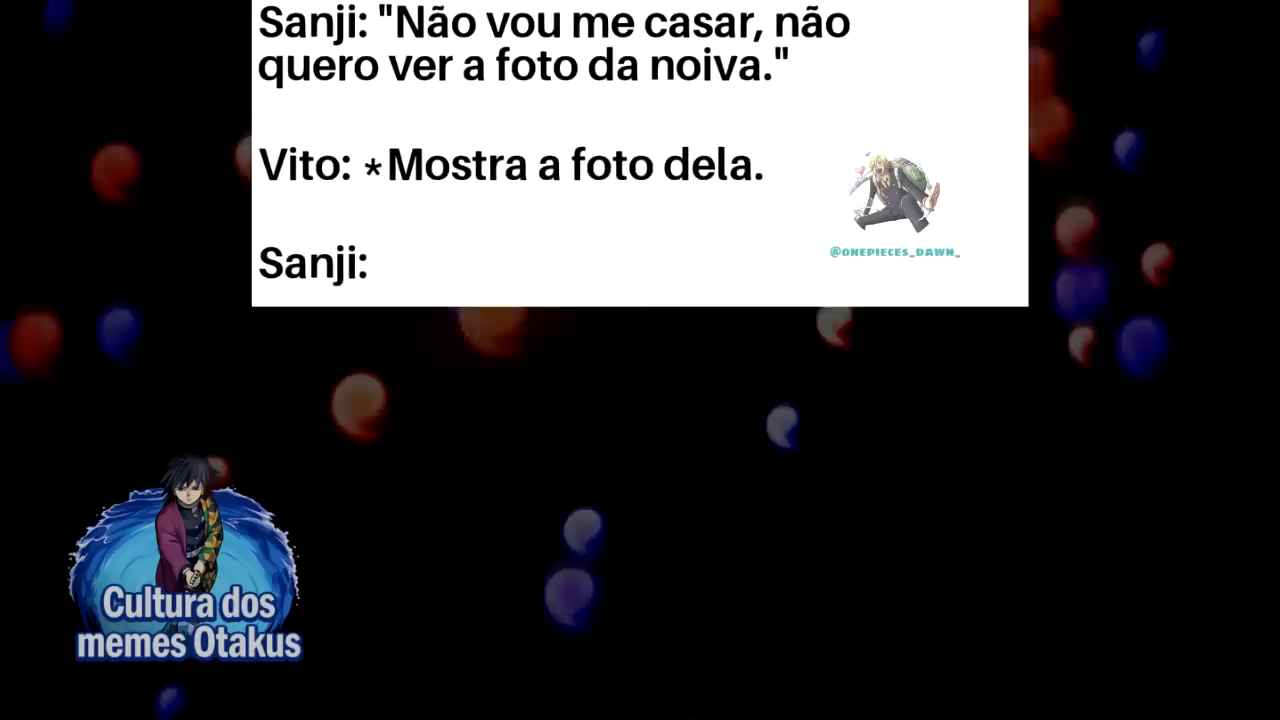 Sanji: "Não vou me casar, não
quero ver a foto da noiva."
Vito: *Mostra a foto dela.
@ONEPIECES_DAWN_
Sanji:
Cultura dos
memes Otakus